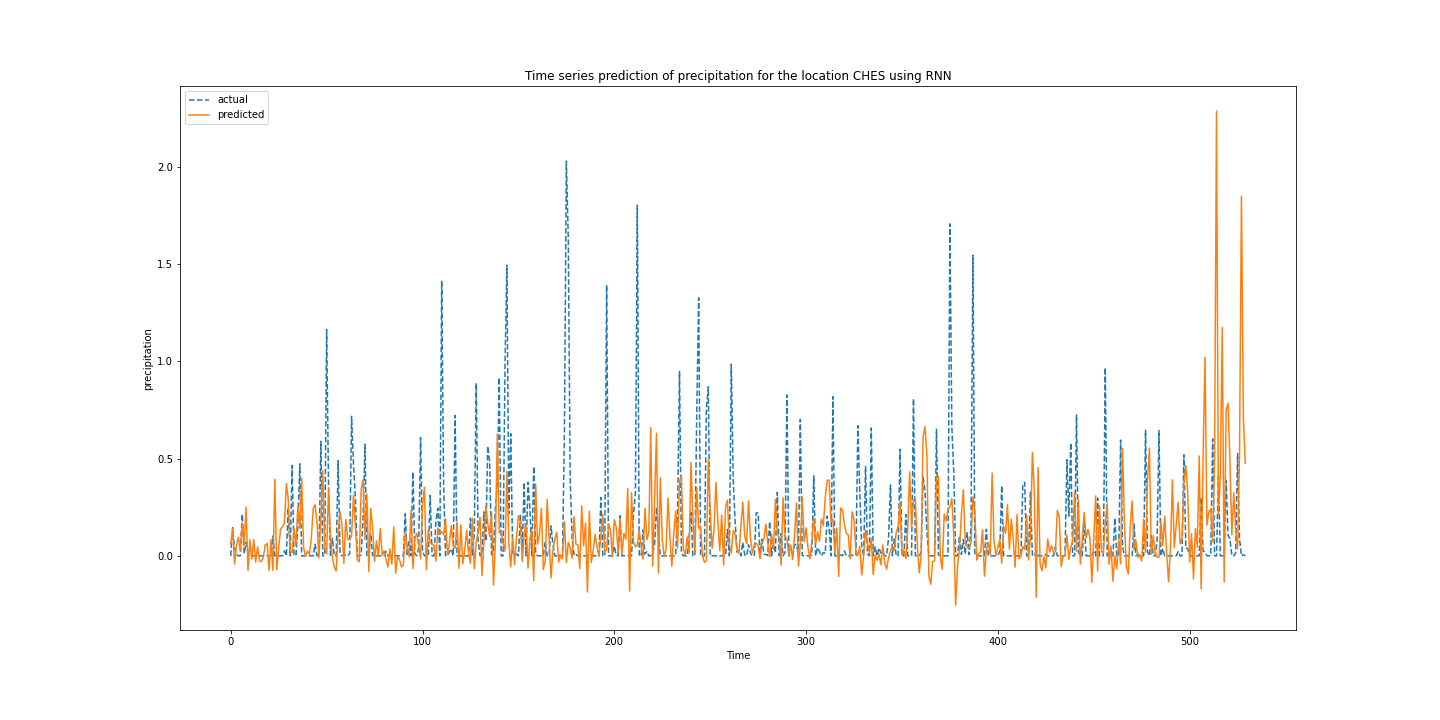 Time series prediction of precipitation for the location CHES using RNN
actual
predicted
2.0
1.5
1.0
0.5
0.0
precipitation
0 100 200 300 400 500
Time